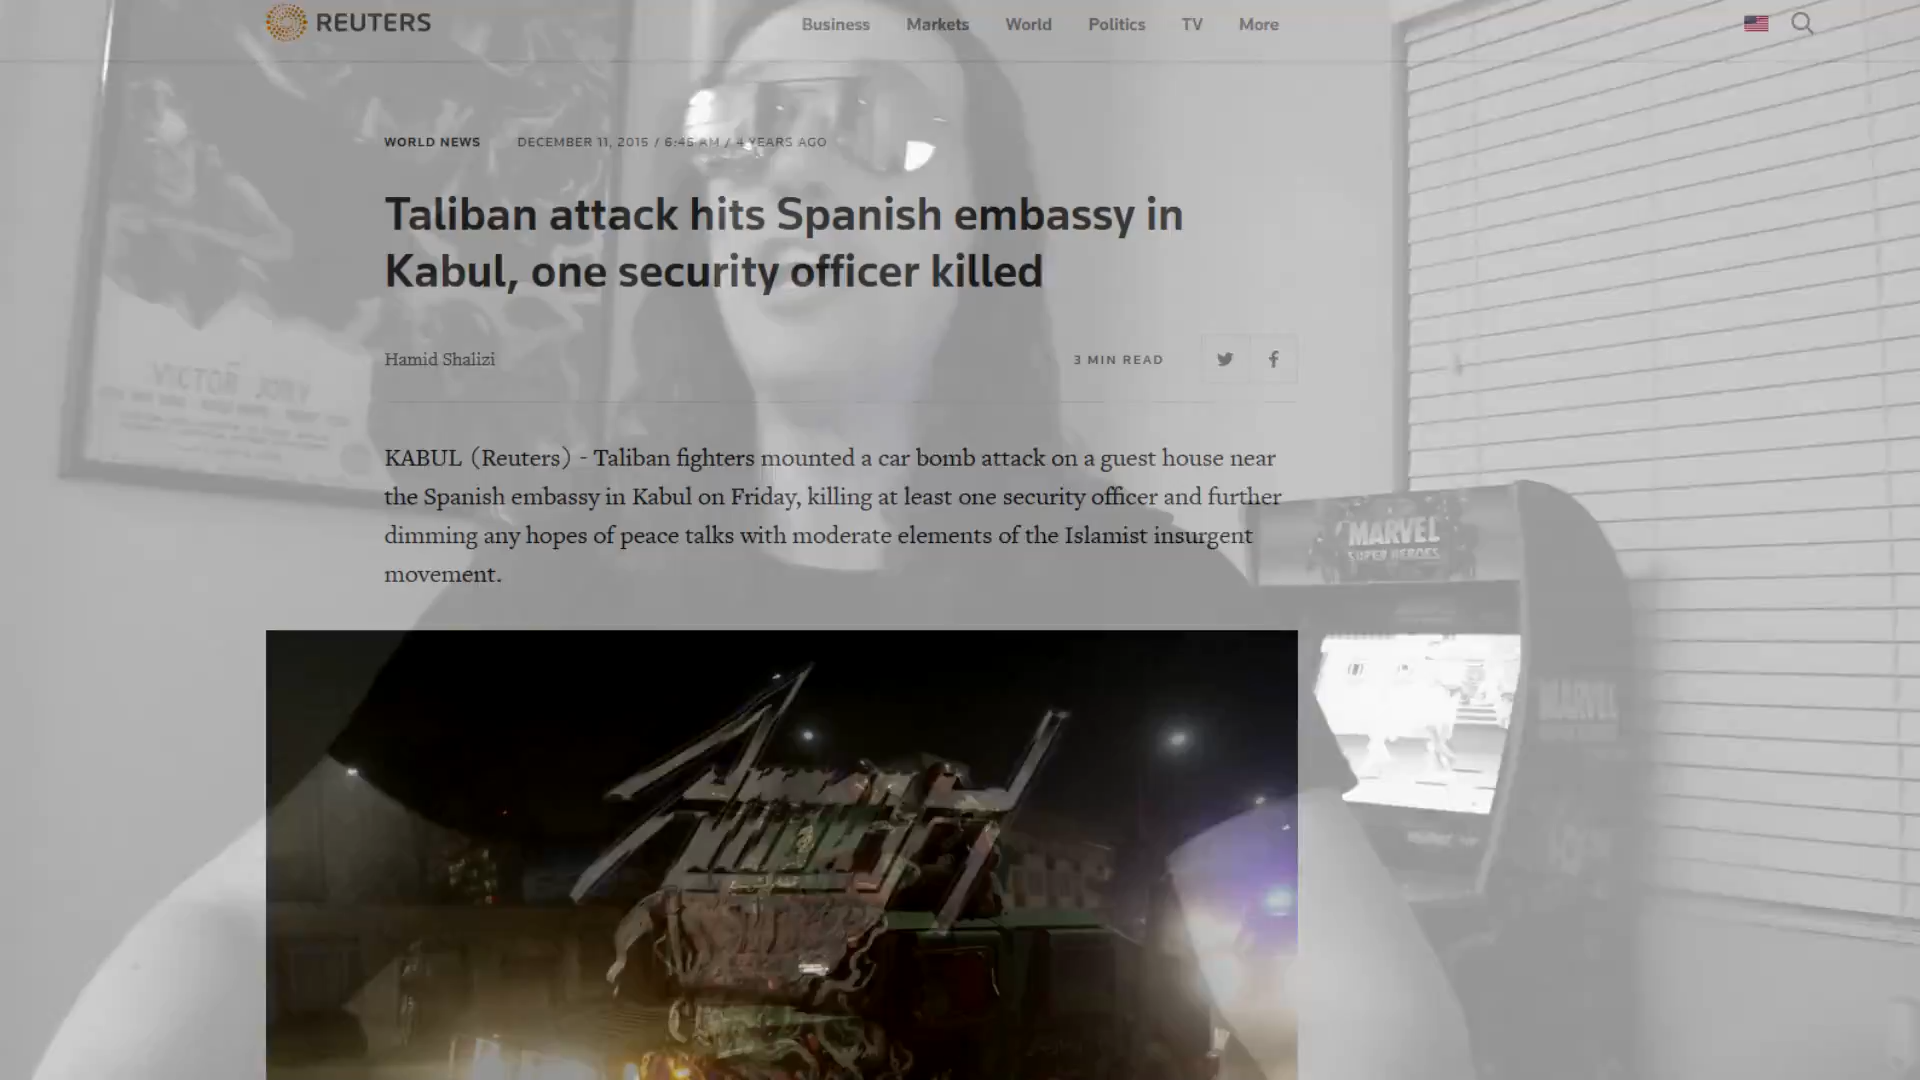 REUTERS
Business Markets World Politics TV More
WORLD NEWS DECEMBER 11, 2015 / 6:45 AM / 4 YEARS AGO
Taliban attack hits Spanish embassy in
Kabul, one security officer killed
Hamid Shalizi
3 MIN READ
VICTOR JORY
KABUL (Reuters) - Taliban fighters mounted a car bomb attack on a guest house near
the Spanish embassy in Kabul on Friday, killing at least one security officer and further
dimming any hopes of peace talks with moderate elements of the Islamist insurgent
movement.
MARVEL
SUPER HEROES
MARVEL